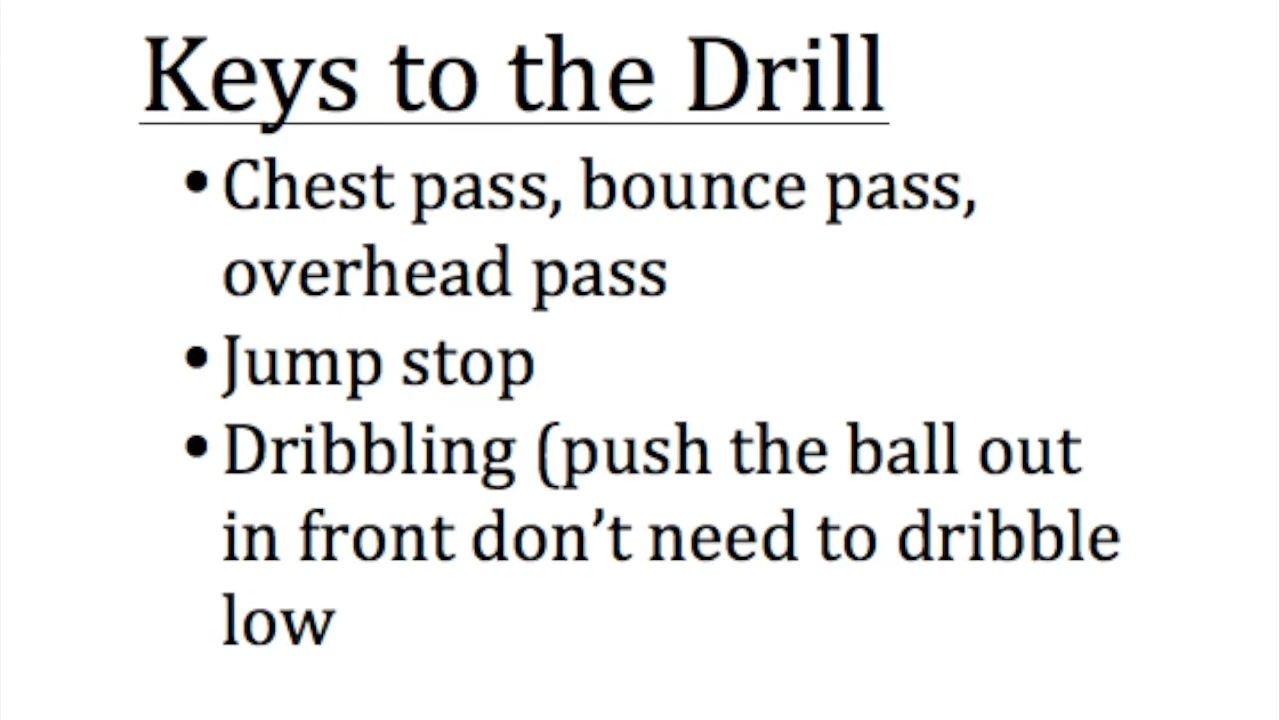 Keys to the Drill
• Chest pass, bounce pass,
overhead pass
• Jump stop
• Dribbling (push the ball out
in front don’t need to dribble
low